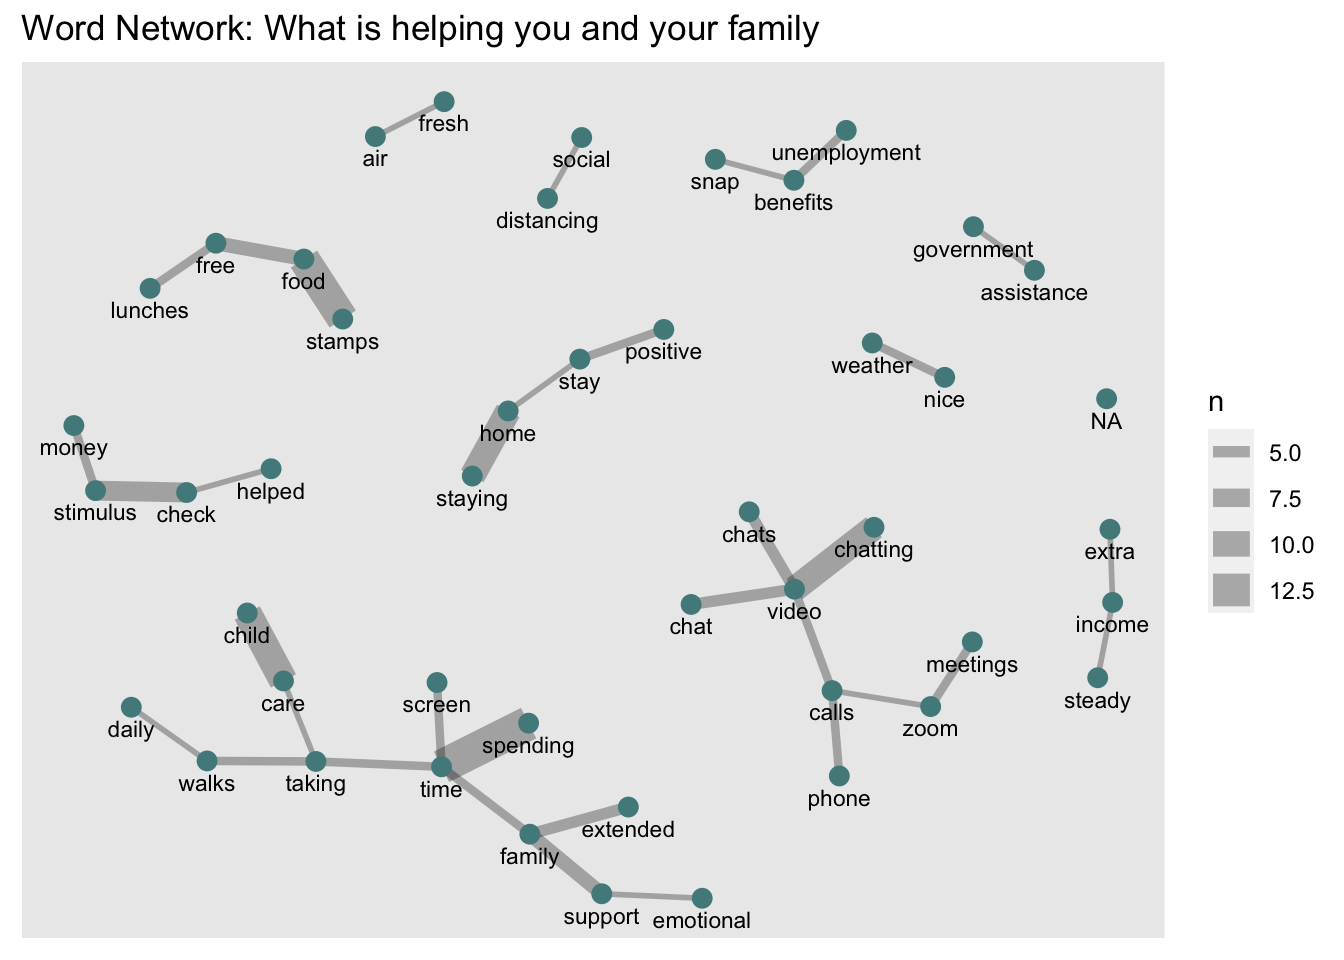 Word Network: What is helping you and your family
fresh
air
social
unemployment
snap
benefits
distancing
government
free
food
assistance
lunches
stamps
positive
weather
stay
nice
NA
home
money
helped
staying
stimulus
check
chats
chatting
extra
video
chat
income
child
meetings
care
screen
steady
daily
calls
zoom
spending
walks
taking
time
phone
extended
family
support
emotional
n
5.0
7.5
10.0
12.5